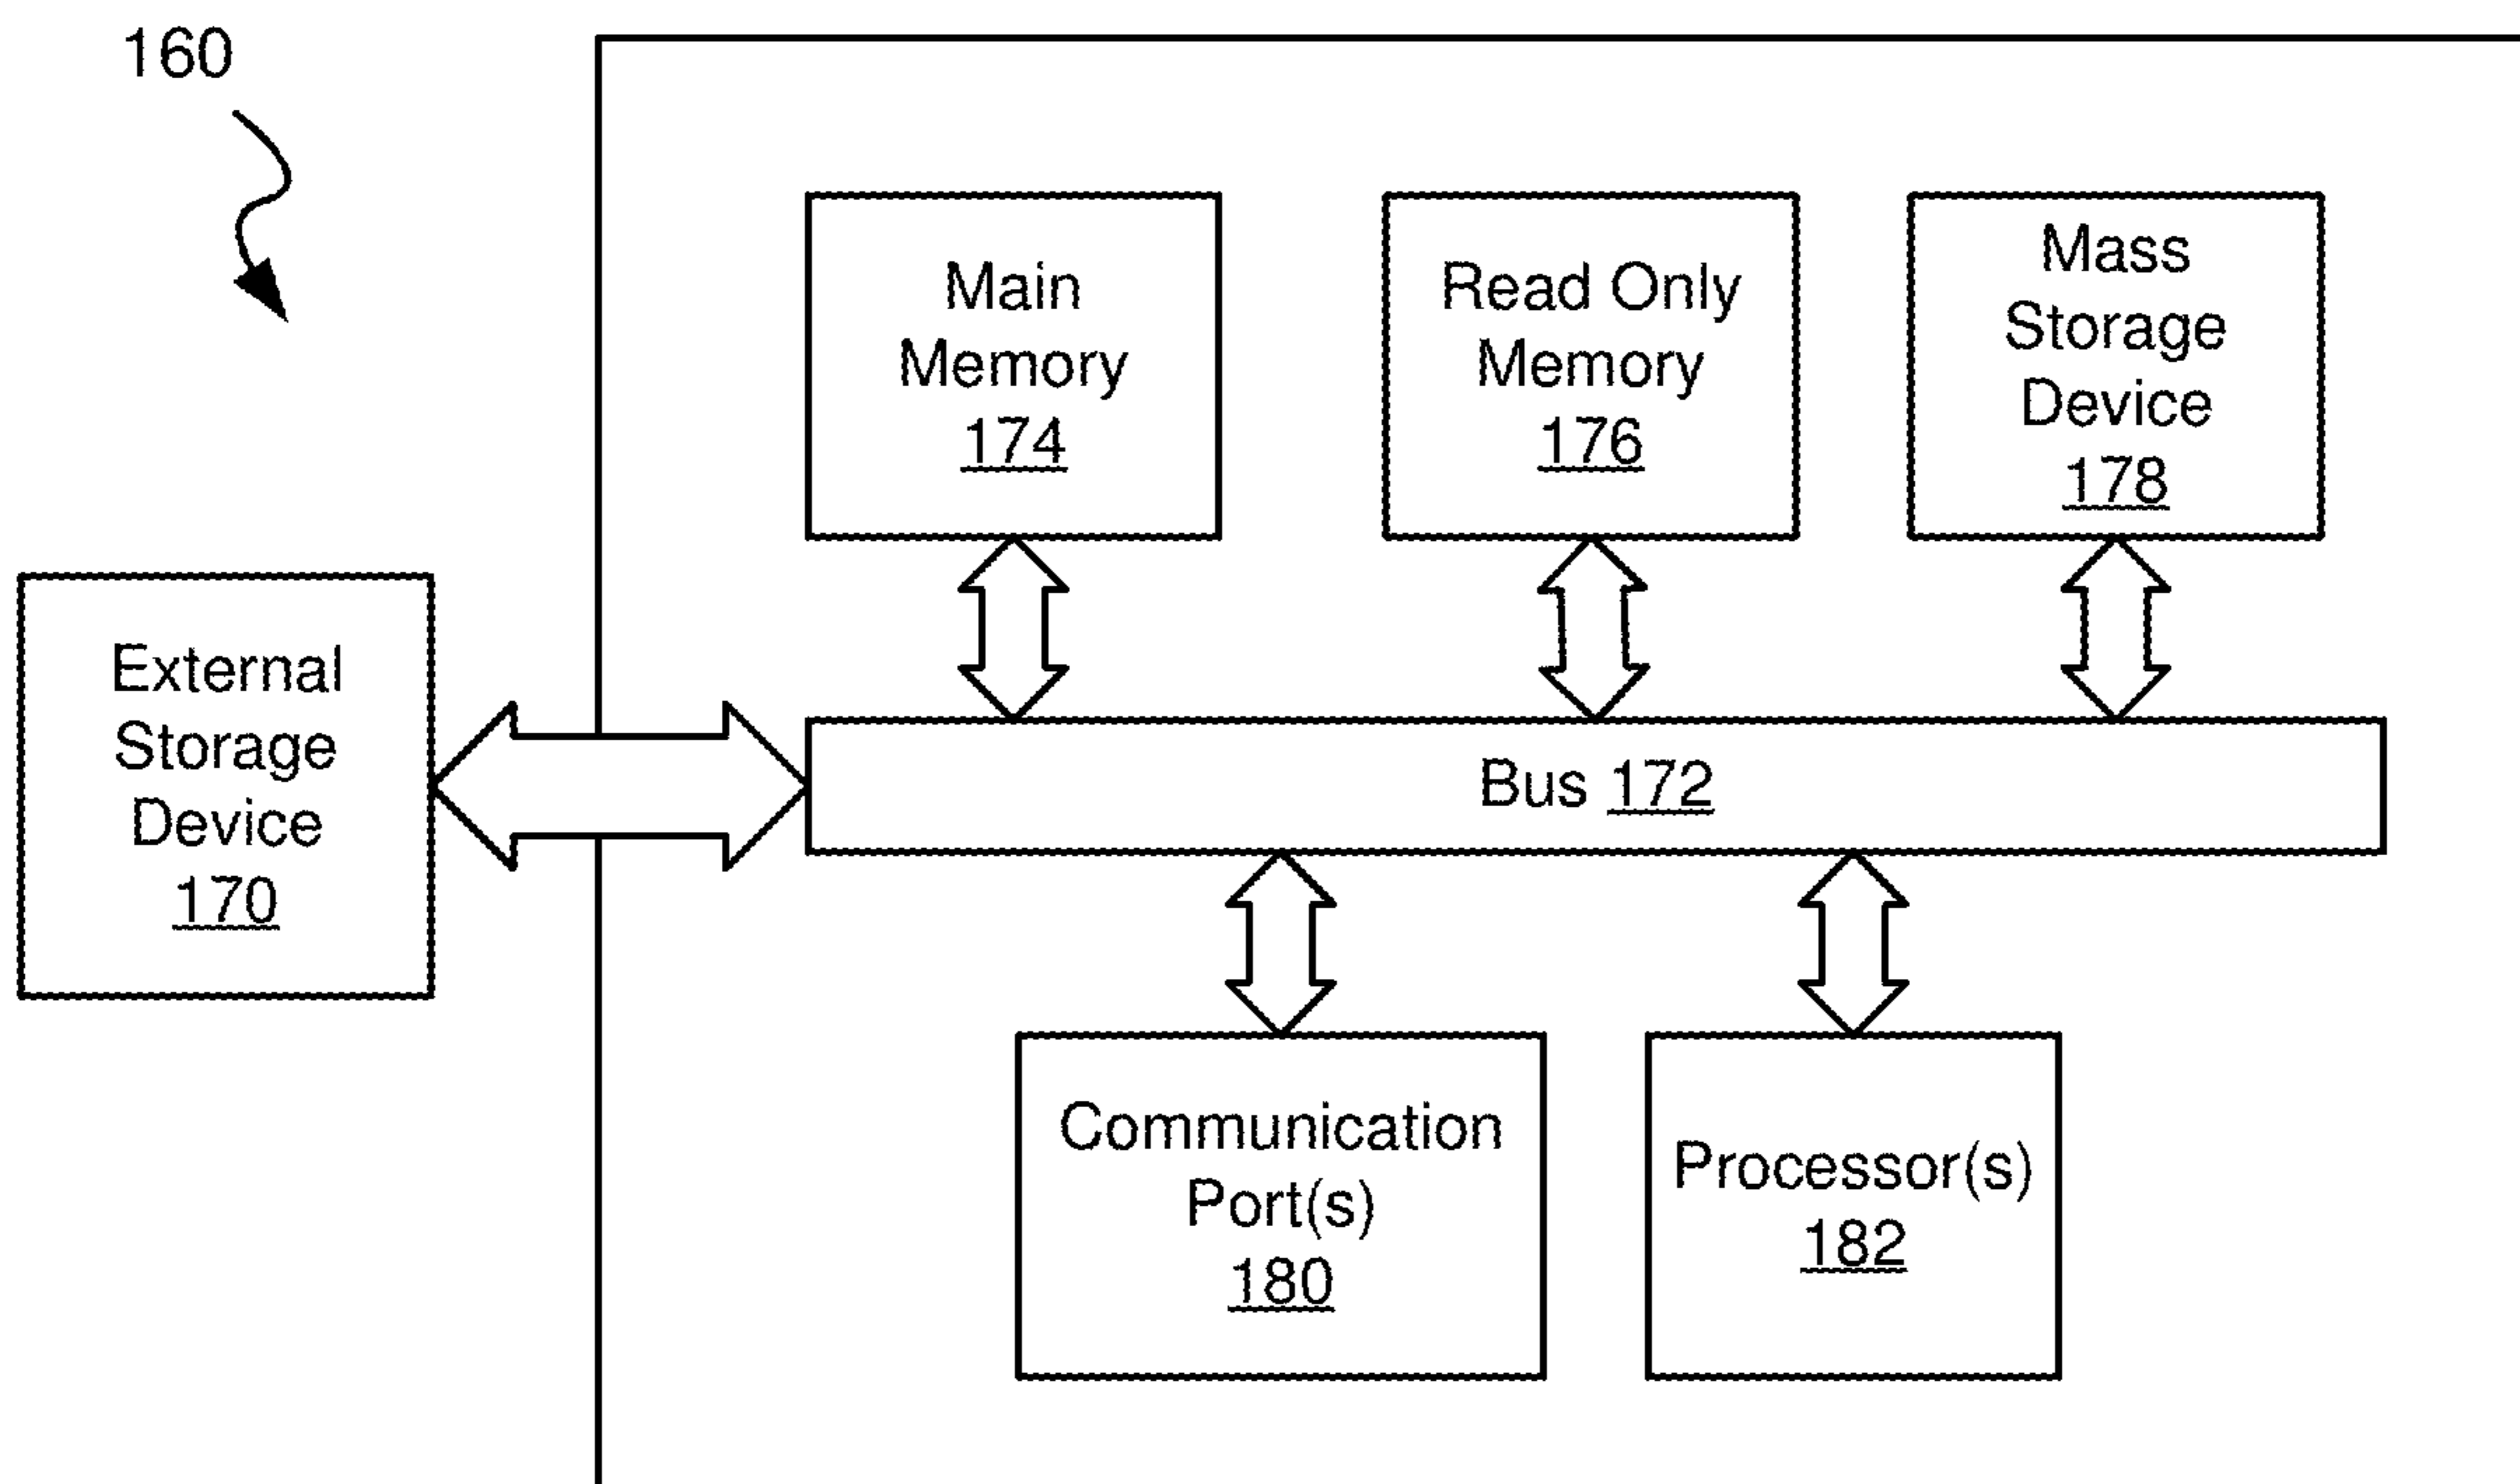 160
Main
Memory
174
Read Only
Memory
176
Mass
Storage
Device
178
External
Storage
Device
170
Bus 172
Communication
Port(s)
180
Processor(s)
182